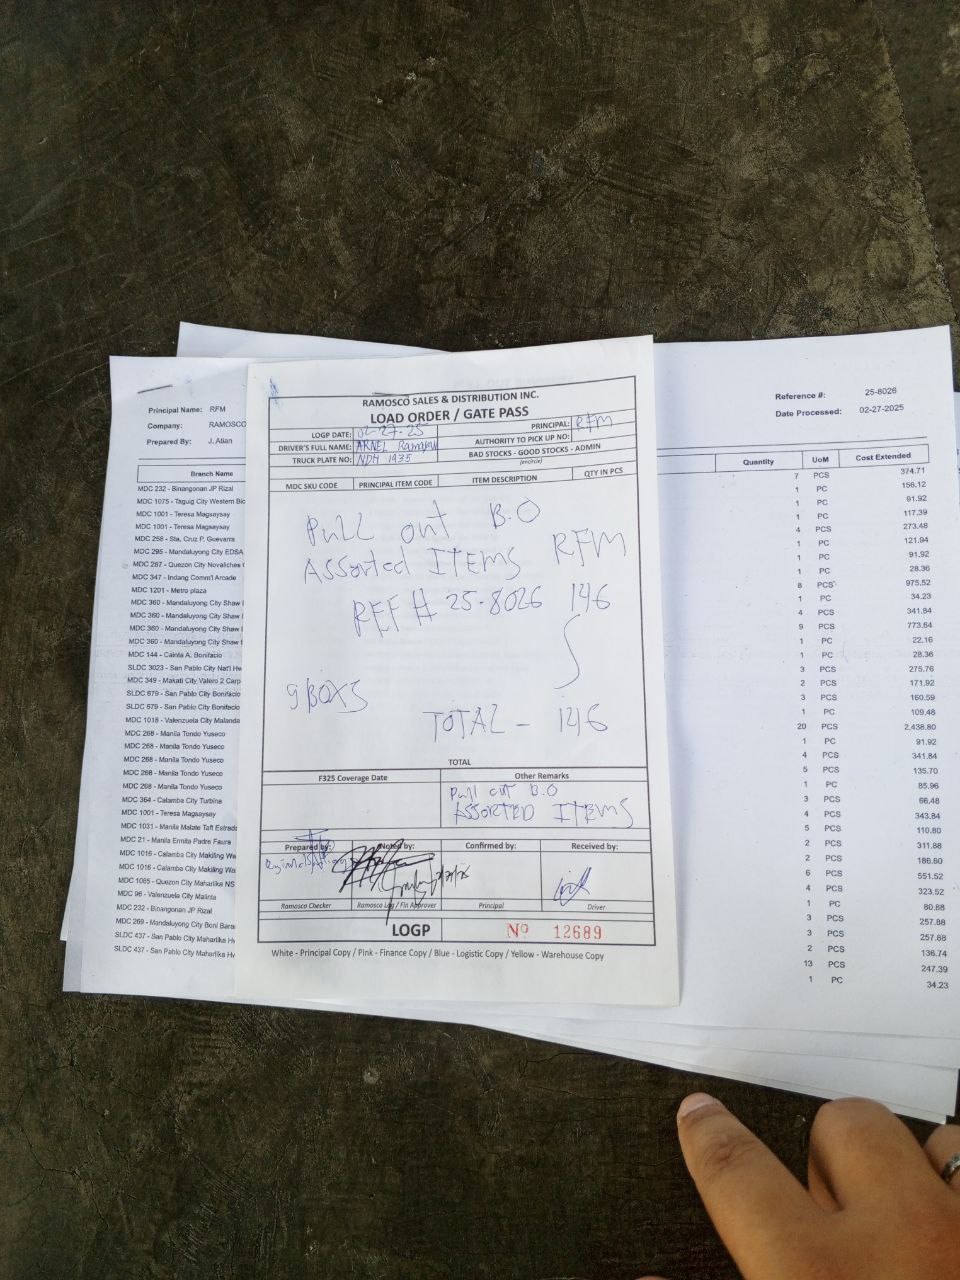 Principal Name: RFM
Company: RAMOSCO
Prepared By: J. Atian
Reference #: 25-8026
Date Processed: 02-27-2025
Branch Name
MDC 232 - Binangonan JP Rizal
MDC 1075 - Taguig City Western Bic
MDC 1001 - Teresa Magsaysay
MDC 1001 - Teresa Magsaysay
MDC 258 - Sta. Cruz P. Guevarra
MDC 295 - Mandaluyong City EDSA
MDC 287 - Quezon City Novaliches
MDC 347 - Indang Comm'l Arcade
MDC 1201 - Metro plaza
MDC 360 - Mandaluyong City Shaw
MDC 360 - Mandaluyong City Shaw
MDC 360 - Mandaluyong City Shaw
MDC 360 - Mandaluyong City Shaw
MDC 144 - Cainta A. Bonifacio
SLDC 3023 - San Pablo City Nat'l Hw
MDC 349 - Makati City Valero 2 Carp
SLDC 679 - San Pablo City Bonifacio
SLDC 679 - San Pablo City Bonifacio
MDC 1018 - Valenzuela City Malanda
MDC 268 - Manila Tondo Yuseco
MDC 268 - Manila Tondo Yuseco
MDC 268 - Manila Tondo Yuseco
MDC 268 - Manila Tondo Yuseco
MDC 268 - Manila Tondo Yuseco
MDC 364 - Calamba City Turbina
MDC 1001 - Teresa Magsaysay
MDC 1031 - Manila Malate Taft Estrada
MDC 21 - Manila Ermita Padre Faura
MDC 1016 - Calamba City Makiling Wa
MDC 1016 - Calamba City Makiling Wa
MDC 1085 - Quezon City Maharlika NS
MDC 96 - Valenzuela City Malinta
MDC 232 - Binangonan JP Rizal
MDC 269 - Mandaluyong City Boni Baran
SLDC 437 - San Pablo City Maharlika Hv
SLDC 437 - San Pablo City Maharlika Hv
RAMOSCO SALES & DISTRIBUTION INC.
LOAD ORDER / GATE PASS
LOGP DATE: 02-27-25 PRINCIPAL: RFM
DRIVER'S FULL NAME: ARNEL AUTHORITY TO PICK UP NO:
TRUCK PLATE NO: NDH 1935 BAD STOCKS - GOOD STOCKS - ADMIN
(encircle)
MDC SKU CODE PRINCIPAL ITEM CODE ITEM DESCRIPTION QTY IN PCS
Pull out B.O
Assorted ITEMS RFM
REF # 25-8026 146
9 BOXS
TOTAL - 146
TOTAL
F325 Coverage Date Other Remarks
Pull out B.O
ASSORTED ITEMS
Prepared by: Noted by: Confirmed by: Received by:
Ramosco Checker Ramosco Log / Fin Approver Principal Driver
LOGP Nº 12689
White - Principal Copy / Pink - Finance Copy / Blue - Logistic Copy / Yellow - Warehouse Copy
Quantity UoM Cost Extended
7 PCS 374.71
1 PC 156.12
1 PC 91.92
1 PC 117.39
4 PCS 273.48
1 PC 121.94
1 PC 91.92
1 PC 28.36
8 PCS 975.52
1 PC 34.23
4 PCS 341.84
9 PCS 773.64
1 PC 22.16
1 PC 28.36
3 PCS 275.76
2 PCS 171.92
3 PCS 160.59
1 PC 109.48
20 PCS 2,438.80
1 PC 91.92
4 PCS 341.84
5 PCS 135.70
1 PC 85.96
3 PCS 66.48
4 PCS 343.84
5 PCS 110.80
2 PCS 311.88
2 PCS 186.60
6 PCS 551.52
4 PCS 323.52
1 PC 80.88
3 PCS 257.88
3 PCS 257.88
2 PCS 136.74
13 PCS 247.39
1 PC 34.23